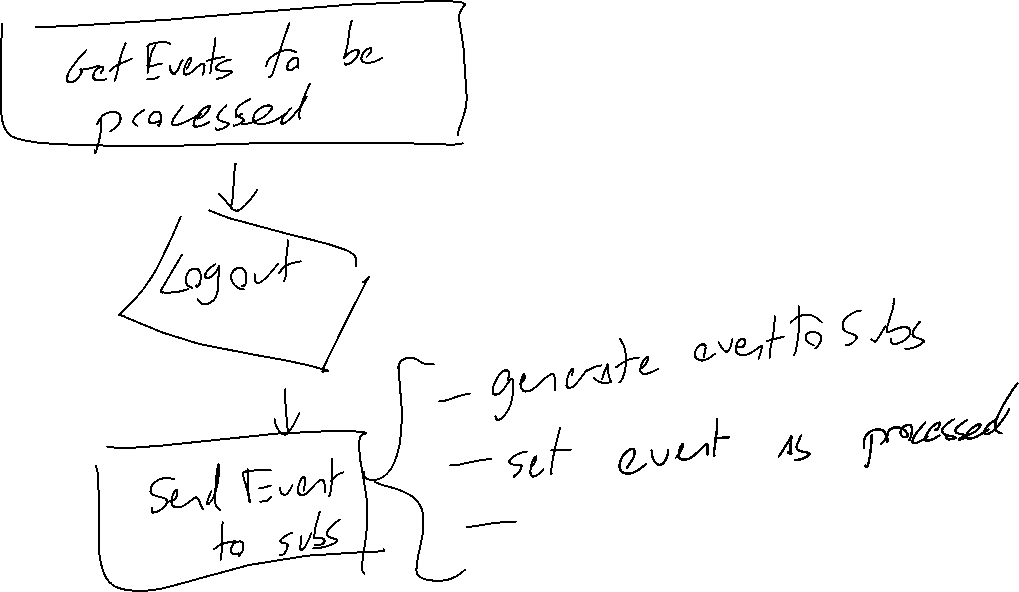 Get Events to be
processed
Logout
- generate event to subs
- set event as processed
-
Send Event
to subs